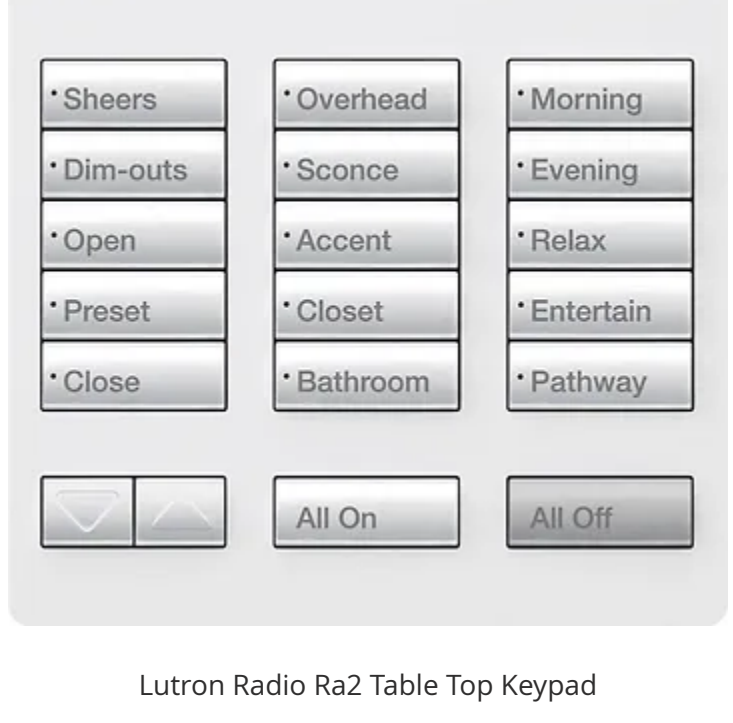 Sheers
Dim-outs
Open
Preset
Close
Overhead
Sconce
Accent
Closet
Bathroom
Morning
Evening
Relax
Entertain
Pathway
All On
All Off
Lutron Radio Ra2 Table Top Keypad